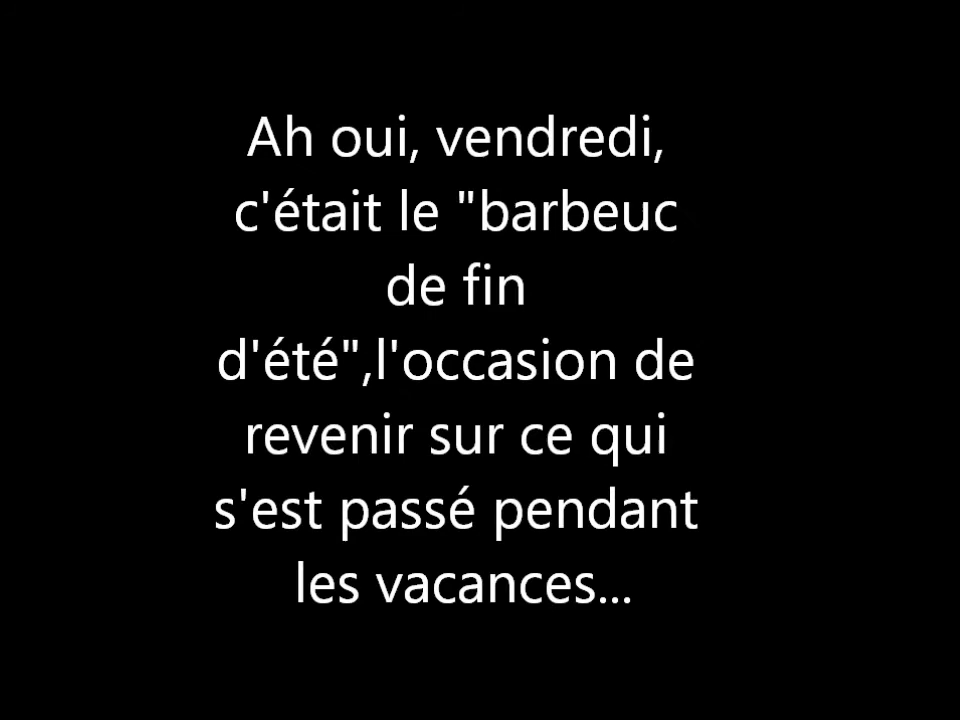 Ah oui, vendredi,
c'était le "barbeuc
de fin
d'été",l'occasion de
revenir sur ce qui
s'est passé pendant
les vacances...